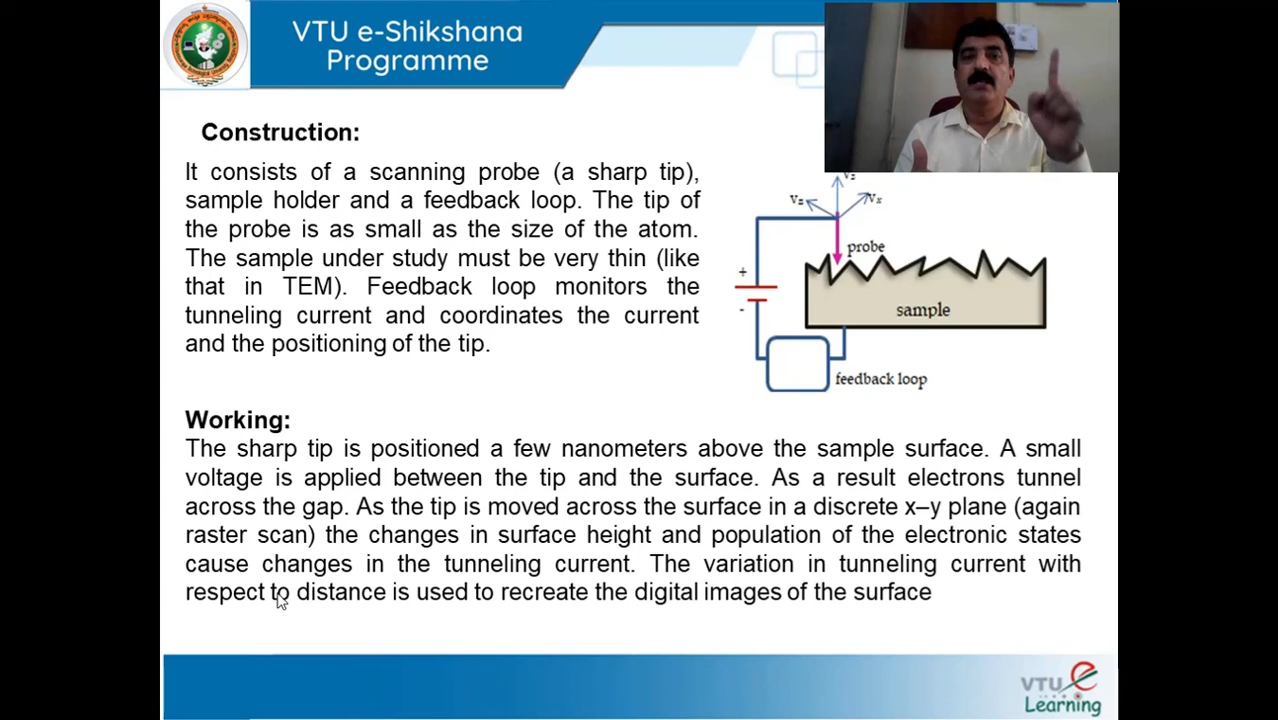 VTU e-Shikshana
Programme
Construction:
It consists of a scanning probe (a sharp tip),
sample holder and a feedback loop. The tip of
the probe is as small as the size of the atom.
The sample under study must be very thin (like
that in TEM). Feedback loop monitors the
tunneling current and coordinates the current
and the positioning of the tip.
vz
vx
probe
+
-
sample
feedback loop
Working:
The sharp tip is positioned a few nanometers above the sample surface. A small
voltage is applied between the tip and the surface. As a result electrons tunnel
across the gap. As the tip is moved across the surface in a discrete x–y plane (again
raster scan) the changes in surface height and population of the electronic states
cause changes in the tunneling current. The variation in tunneling current with
respect to distance is used to recreate the digital images of the surface
VTU e
Learning